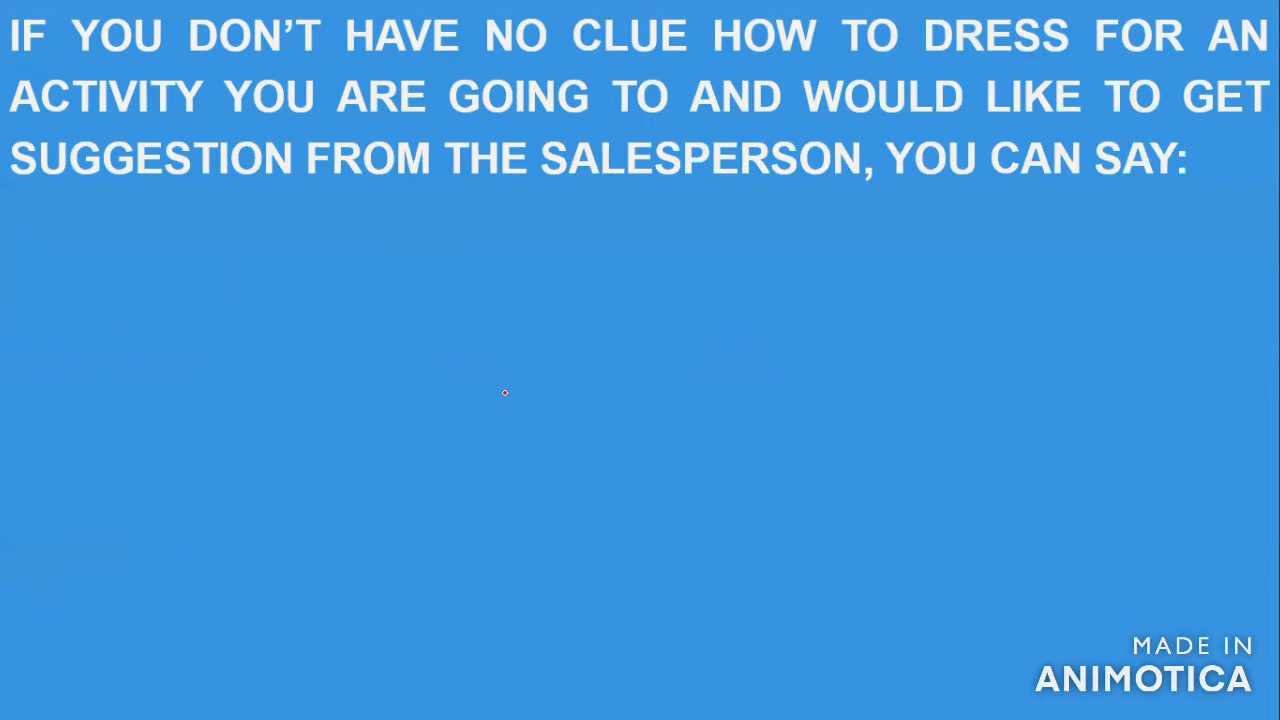 IF YOU DON'T HAVE NO CLUE HOW TO DRESS FOR AN
ACTIVITY YOU ARE GOING TO AND WOULD LIKE TO GET
SUGGESTION FROM THE SALESPERSON, YOU CAN SAY:
MADE IN
ANIMOTICA